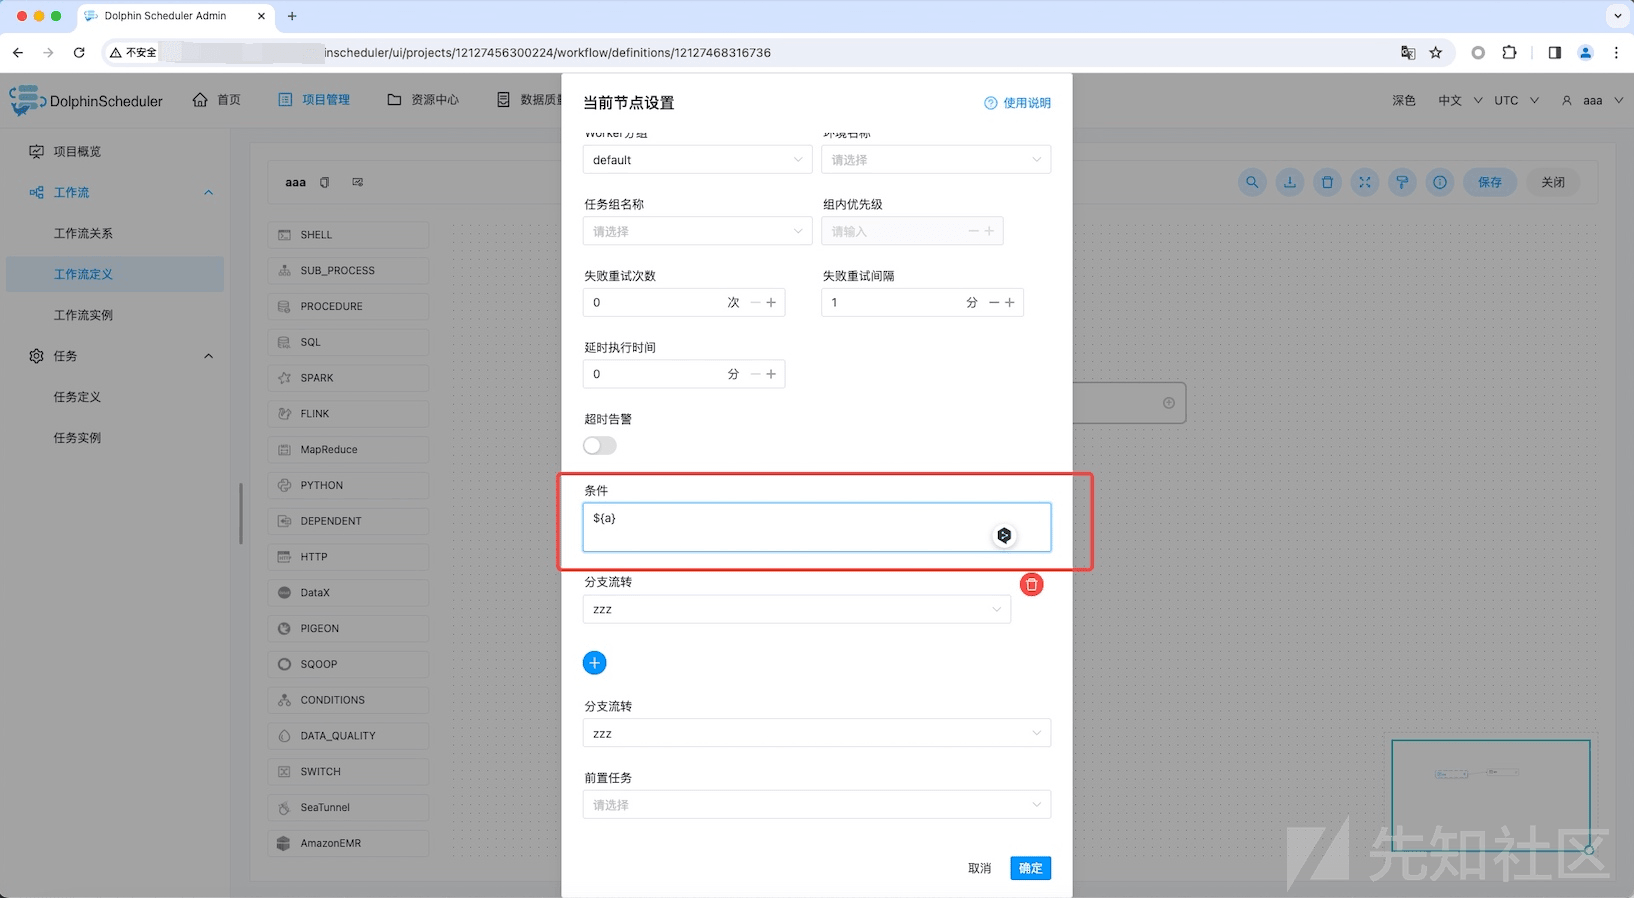 Dolphin Scheduler Admin
不安全
inscheduler/ui/projects/12127456300224/workflow/definitions/12127468316736
DolphinScheduler
首页
项目管理
资源中心
数据质量
深色
中文
UTC
aaa
项目概览
工作流
工作流关系
工作流定义
工作流实例
任务
任务定义
任务实例
aaa
保存
关闭
SHELL
SUB_PROCESS
PROCEDURE
SQL
SPARK
FLINK
MapReduce
PYTHON
DEPENDENT
HTTP
DataX
PIGEON
SQOOP
CONDITIONS
DATA_QUALITY
SWITCH
SeaTunnel
AmazonEMR
当前节点设置
使用说明
Worker分组
环境名称
default
请选择
任务组名称
组内优先级
请选择
请输入
失败重试次数
失败重试间隔
0 次
1 分
延时执行时间
0 分
超时告警
条件
${a}
分支流转
zzz
分支流转
zzz
前置任务
请选择
取消
确定
先知社区